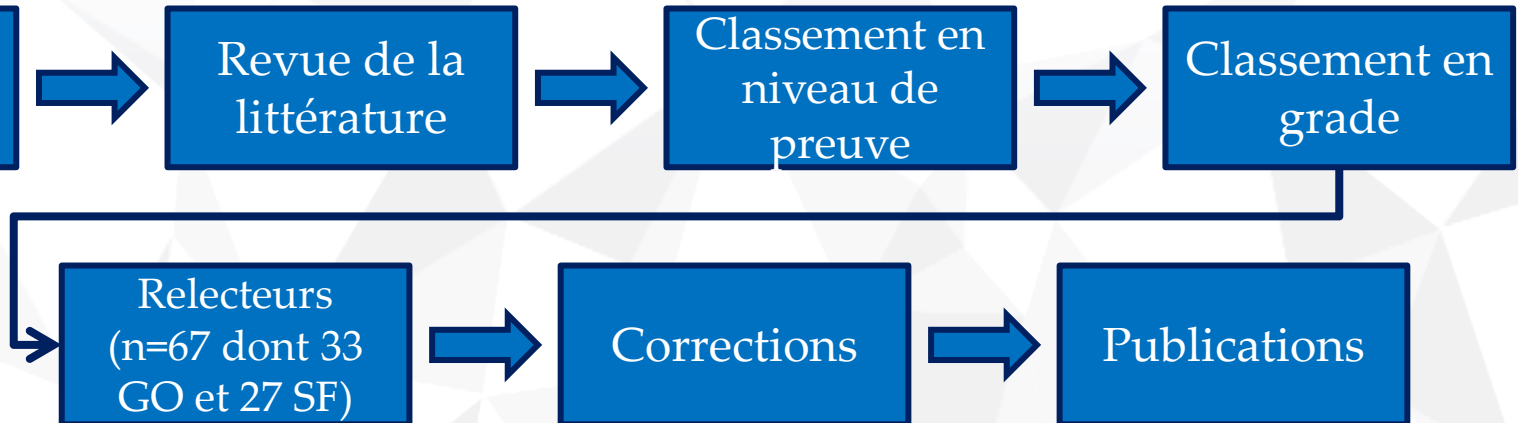 Revue de la
littérature
Classement en
niveau de
preuve
Classement en
grade
Relecteurs
(n=67 dont 33
GO et 27 SF)
Corrections
Publications